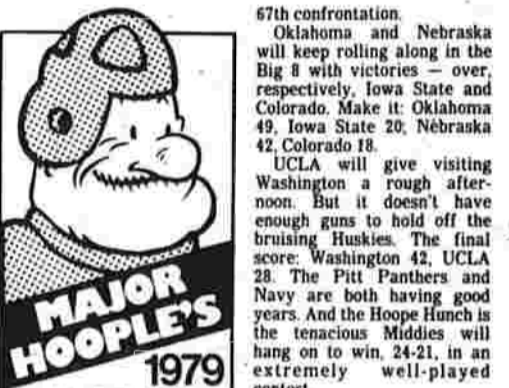 MAJOR
HOOPLE'S
1979
67th confrontation.
Oklahoma and Nebraska
will keep rolling along in the
Big 8 with victories — over,
respectively, Iowa State and
Colorado. Make it: Oklahoma
49, Iowa State 20; Nebraska
42, Colorado 18.
UCLA will give visiting
Washington a rough after-
noon. But it doesn't have
enough guns to hold off the
bruising Huskies. The final
score: Washington 42, UCLA
28. The Pitt Panthers and
Navy are both having good
years. And the Hoope Hunch is
the tenacious Middies will
hang on to win, 24-21, in an
extremely well-played